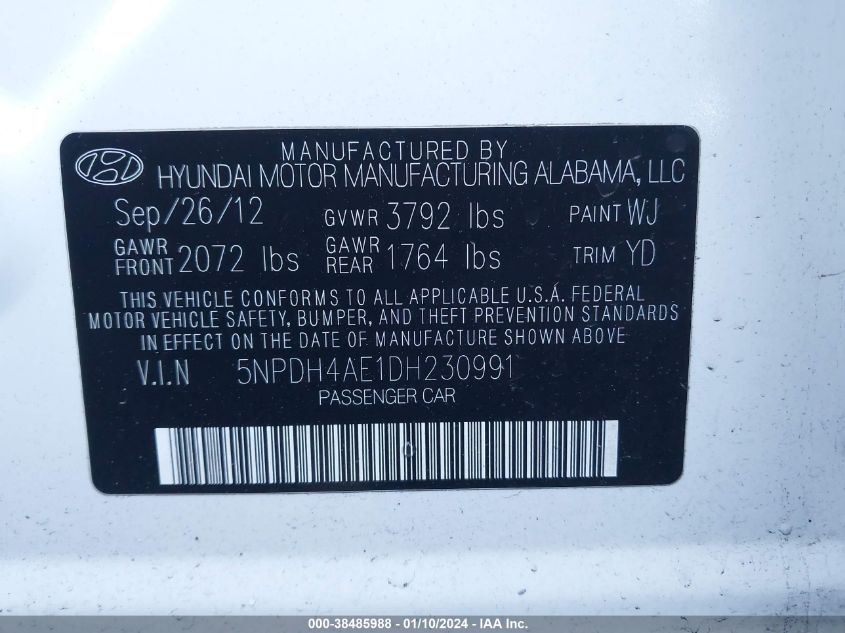 MANUFACTURED BY
HYUNDAI MOTOR MANUFACTURING ALABAMA, LLC
Sep/26/12 GVWR 3792 lbs PAINT WJ
GAWR FRONT 2072 lbs GAWR REAR 1764 lbs TRIM YD
THIS VEHICLE CONFORMS TO ALL APPLICABLE U.S.A. FEDERAL
MOTOR VEHICLE SAFETY, BUMPER, AND THEFT PREVENTION STANDARDS
IN EFFECT ON THE DATE OF MANUFACTURE SHOWN ABOVE
V.I.N 5NPDH4AE1DH230991
PASSENGER CAR
0
000-38485988 - 01/10/2024 - IAA Inc.